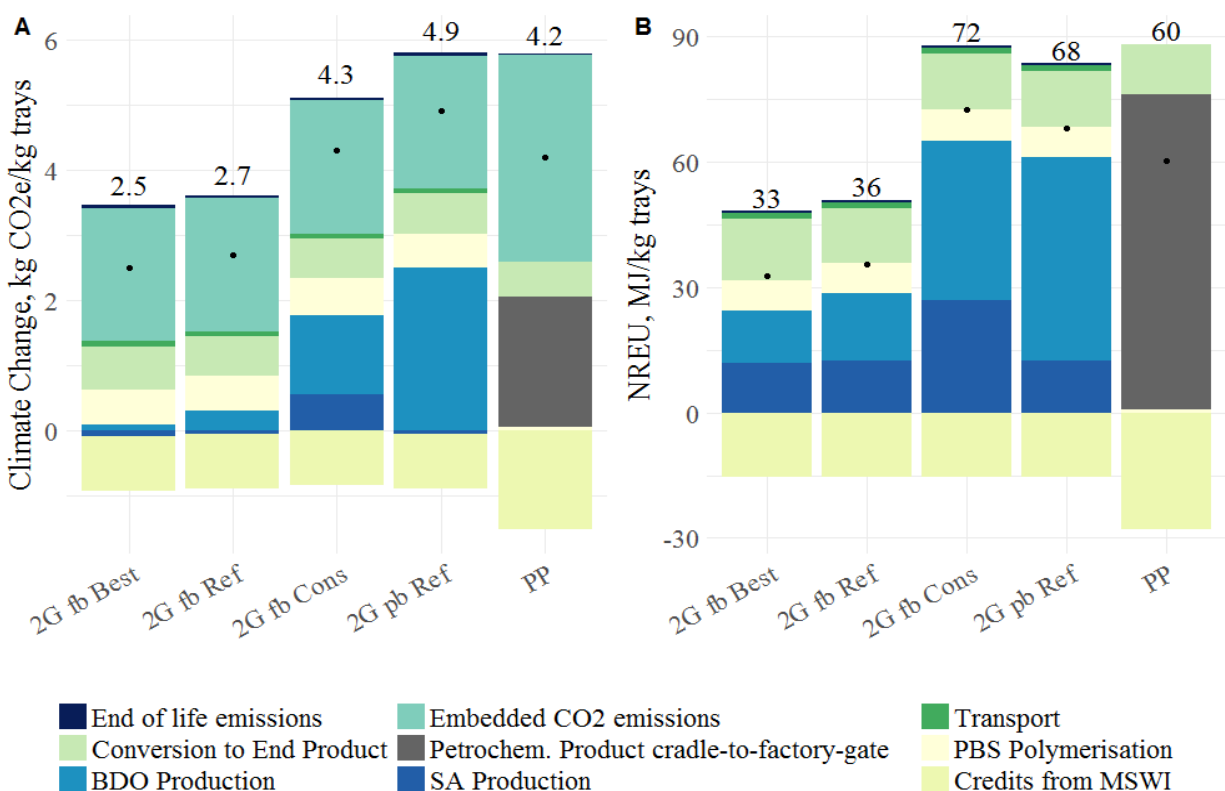 A
Climate Change, kg CO2e/kg trays
6
4
2
0
2.5
2.7
4.3
4.9
4.2
2G fb Best
2G fb Ref
2G fb Cons
2G pb Ref
PP
B
NREU, MJ/kg trays
90
60
30
0
-30
33
36
72
68
60
2G fb Best
2G fb Ref
2G fb Cons
2G pb Ref
PP
End of life emissions
Embedded CO2 emissions
Transport
Conversion to End Product
Petrochem. Product cradle-to-factory-gate
PBS Polymerisation
BDO Production
SA Production
Credits from MSWI